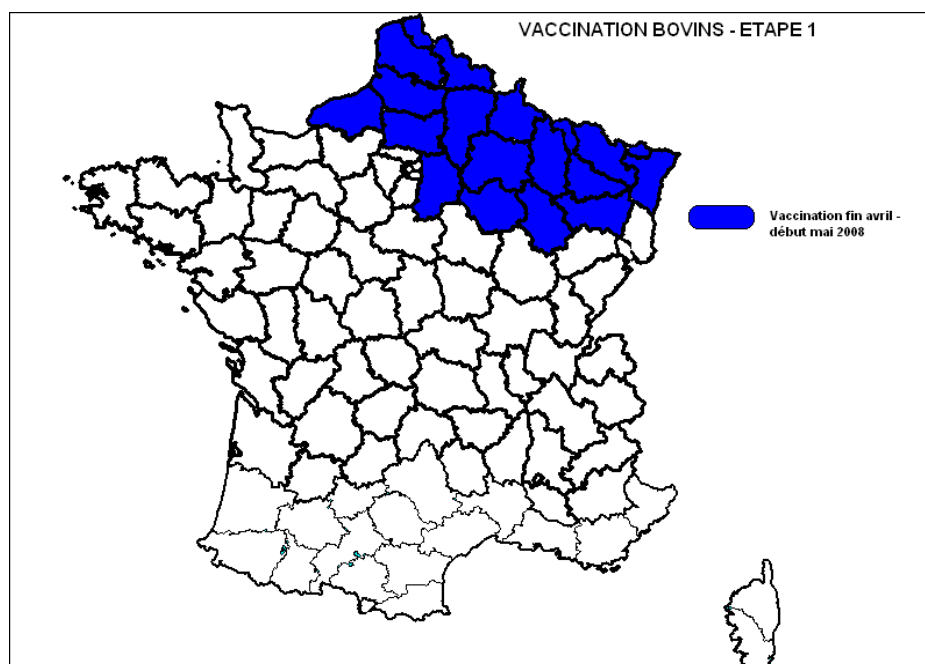 VACCINATION BOVINS - ETAPE 1
Vaccination fin avril -
début mai 2008